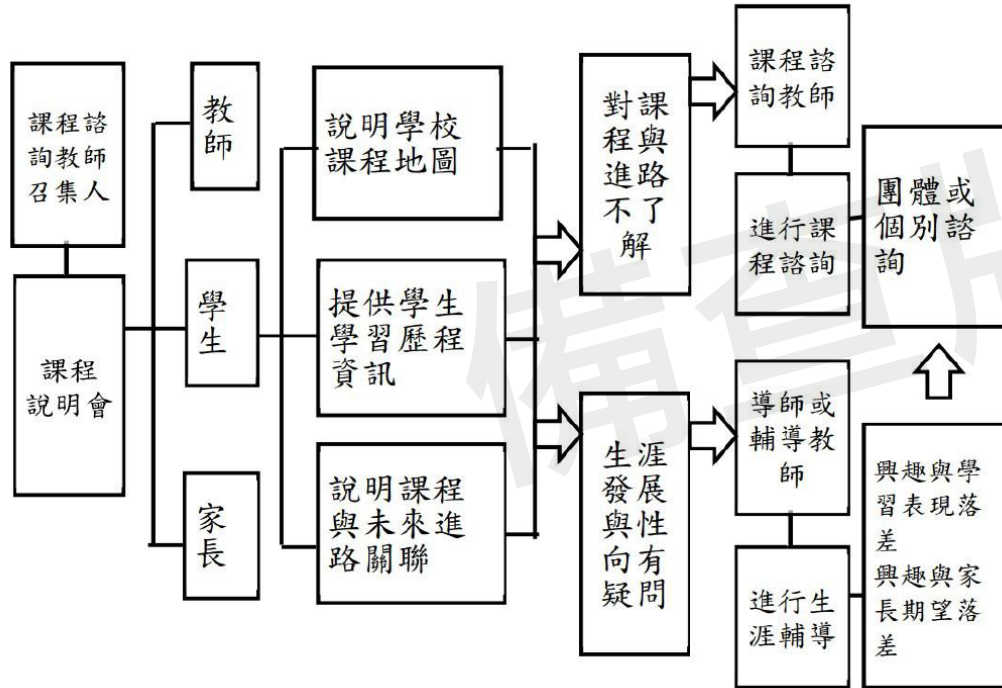 課程諮
詢教師
召集人
課程
說明會
教
師
學
生
家
長
說明學校
課程地圖
提供學生
學習歷程
資訊
說明課程
與未來進
路關聯
對課
程與
進路
不了
解
生涯
發展
與性
向有
疑問
課程諮
詢教師
進行課
程諮詢
團體或
個別諮
詢
導師或
輔導教
師
進行生
涯輔導
興趣與學
習表現落
差
興趣與家
長期望落
差
備查版